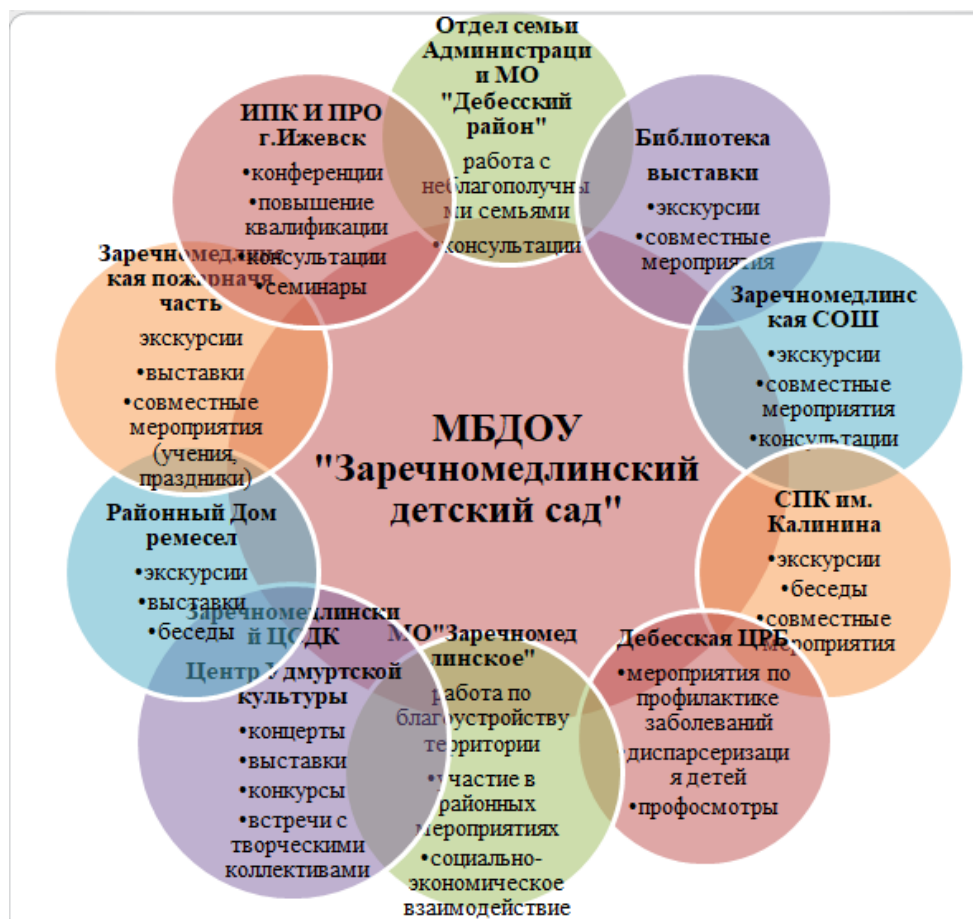 Отдел семьи
Администраци
и МО
"Дебесский
район"
работа с
неблагополучны
ми семьями
•консультации
Библиотека
выставки
•экскурсии
•совместные
мероприятия
Заречномедлинс
кая СОШ
•экскурсии
•совместные
мероприятия
•консультации
СПК им.
Калинина
•экскурсии
•беседы
•совместные
мероприятия
Дебесская ЦРБ
•мероприятия по
профилактике
заболеваний
•диспарсеризаци
я детей
•профосмотры
МО"Заречномед
линское"
работа по
благоустройству
территории
•участие в
районных
мероприятиях
•социально-
экономическое
взаимодействие
Заречномедлински
й ЦСДК
Центр Удмуртской
культуры
•концерты
•выставки
•конкурсы
•встречи с
творческими
коллективами
Районный Дом
ремесел
•экскурсии
•выставки
•беседы
Заречномедлинс
кая пожарначя
часть
экскурсии
•выставки
•совместные
мероприятия
(учения,
праздники)
ИПК И ПРО
г.Ижевск
•конференции
•повышение
квалификации
•консультации
•семинары
МБДОУ
"Заречномедлинский
детский сад"